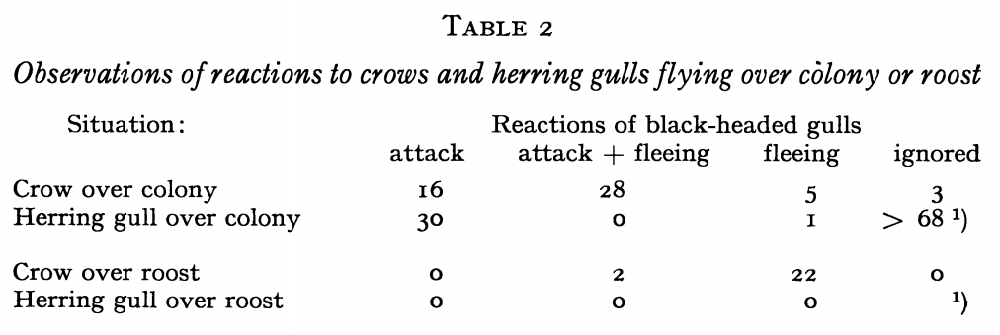 TABLE 2
Observations of reactions to crows and herring gulls flying over colony or roost
Situation: Reactions of black-headed gulls
attack attack + fleeing fleeing ignored
Crow over colony 16 28 5 3
Herring gull over colony 30 0 1 > 68 ¹)
Crow over roost 0 2 22 0
Herring gull over roost 0 0 0 ¹)